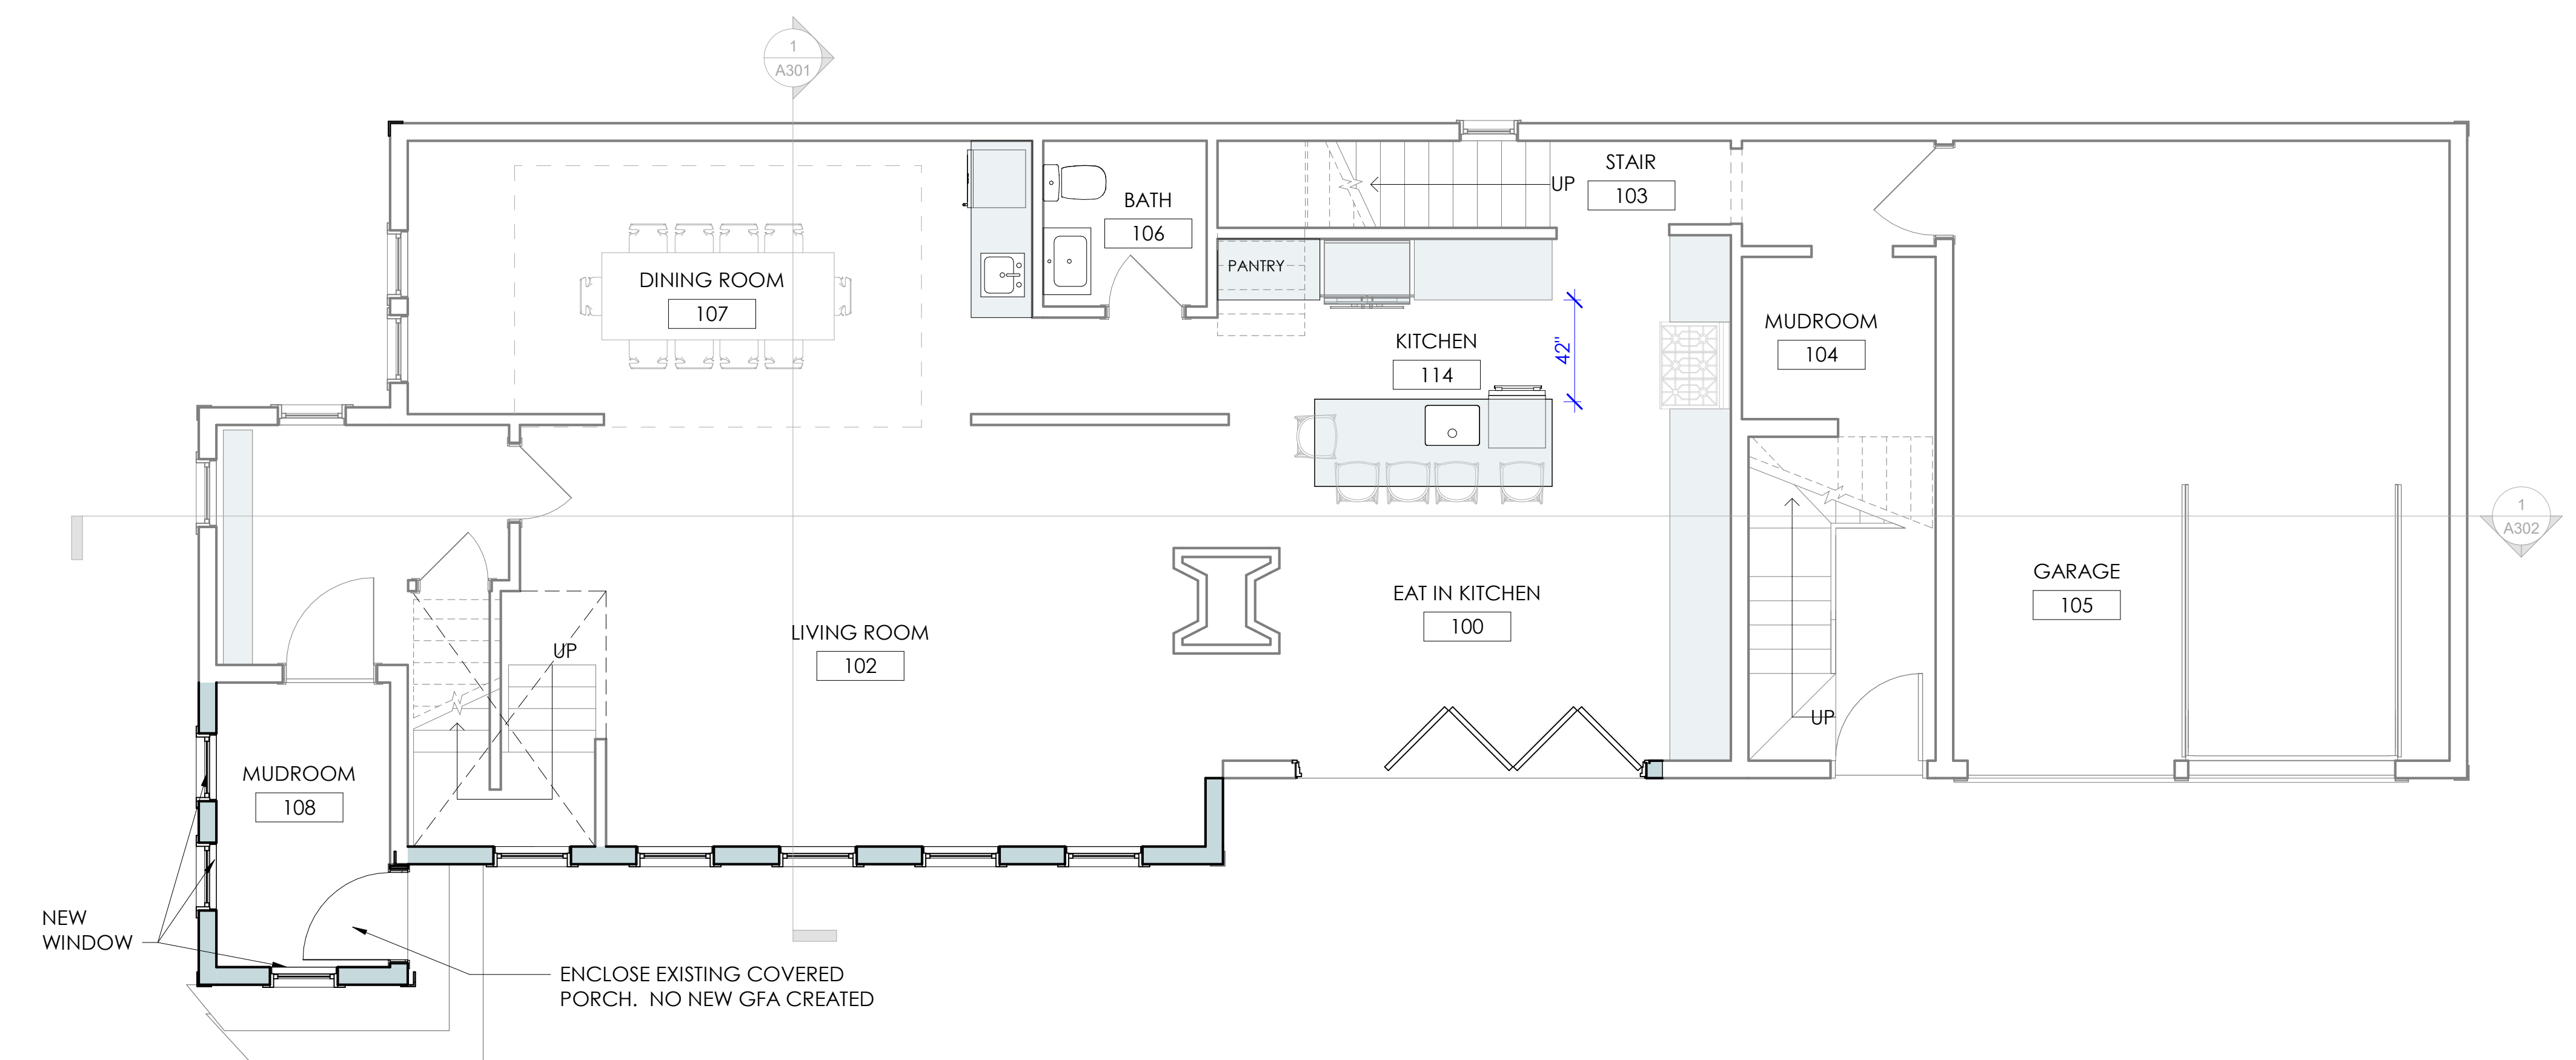 1
A301
STAIR
UP
103
BATH
106
PANTRY
DINING ROOM
107
MUDROOM
104
KITCHEN
114
42"
1
A302
GARAGE
105
EAT IN KITCHEN
100
LIVING ROOM
102
UP
UP
MUDROOM
108
NEW
WINDOW
ENCLOSE EXISTING COVERED
PORCH. NO NEW GFA CREATED